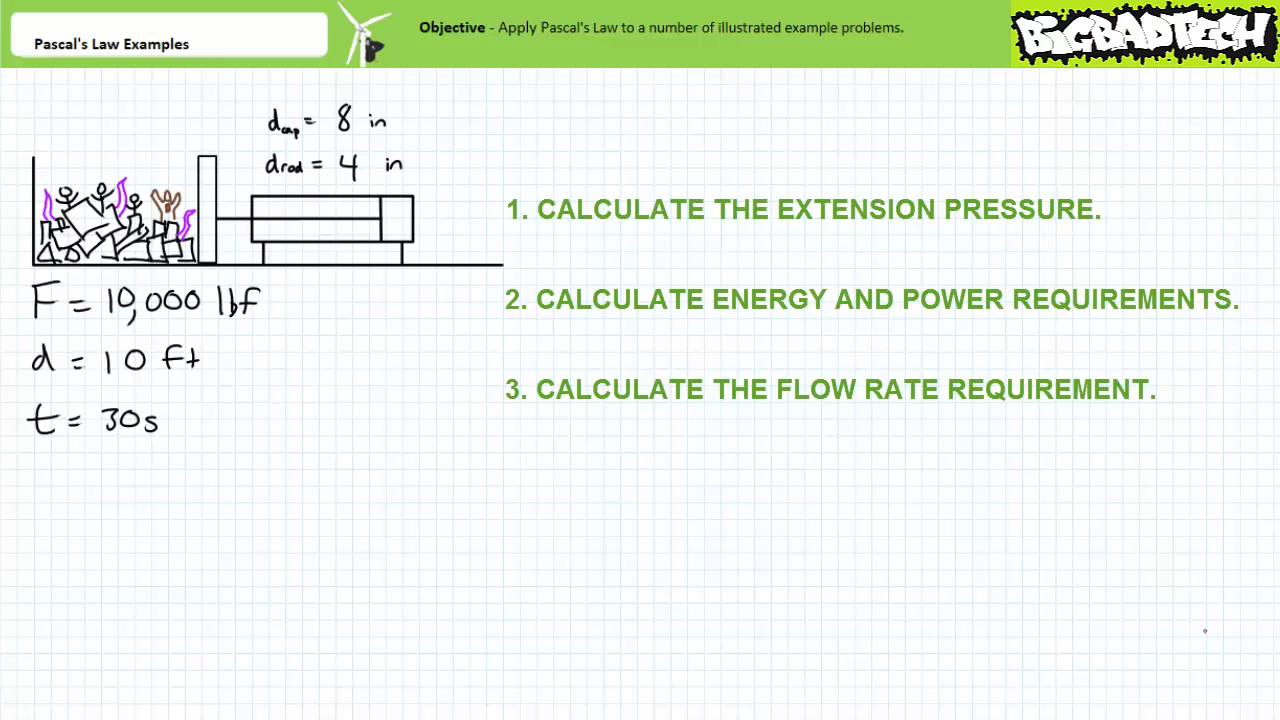 Pascal's Law Examples
Objective - Apply Pascal's Law to a number of illustrated example problems.
BIGBADTECH
dcap = 8 in
drod = 4 in
F = 10,000 lbf
d = 10 ft
t = 30s
1. CALCULATE THE EXTENSION PRESSURE.
2. CALCULATE ENERGY AND POWER REQUIREMENTS.
3. CALCULATE THE FLOW RATE REQUIREMENT.